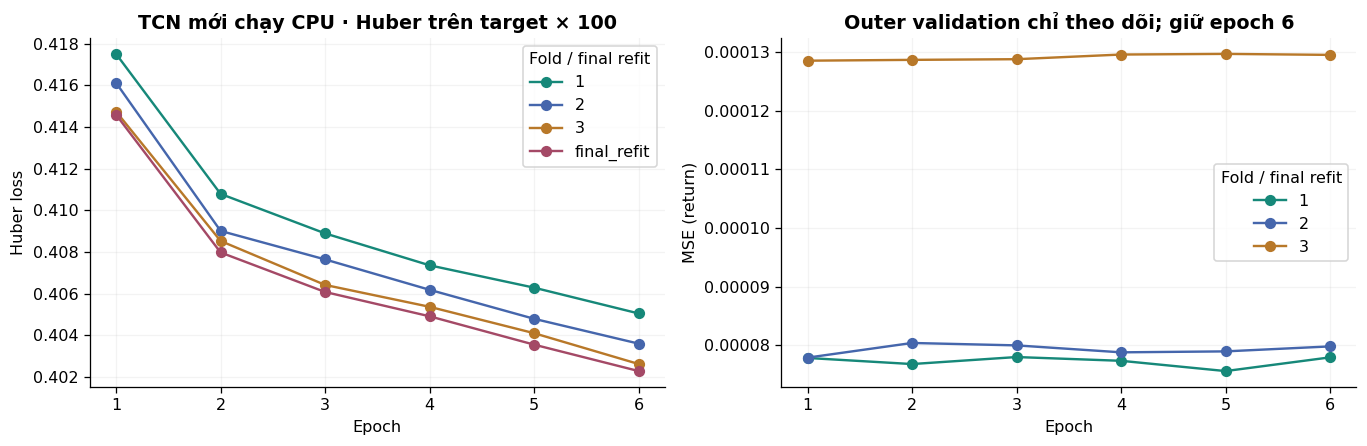 TCN mới chạy CPU · Huber trên target × 100
0.418
0.416
0.414
0.412
0.410
0.408
0.406
0.404
0.402
Huber loss
1 2 3 4 5 6
Epoch
Fold / final refit
1
2
3
final_refit
Outer validation chỉ theo dõi; giữ epoch 6
0.00013
0.00012
0.00011
0.00010
0.00009
0.00008
MSE (return)
1 2 3 4 5 6
Epoch
Fold / final refit
1
2
3